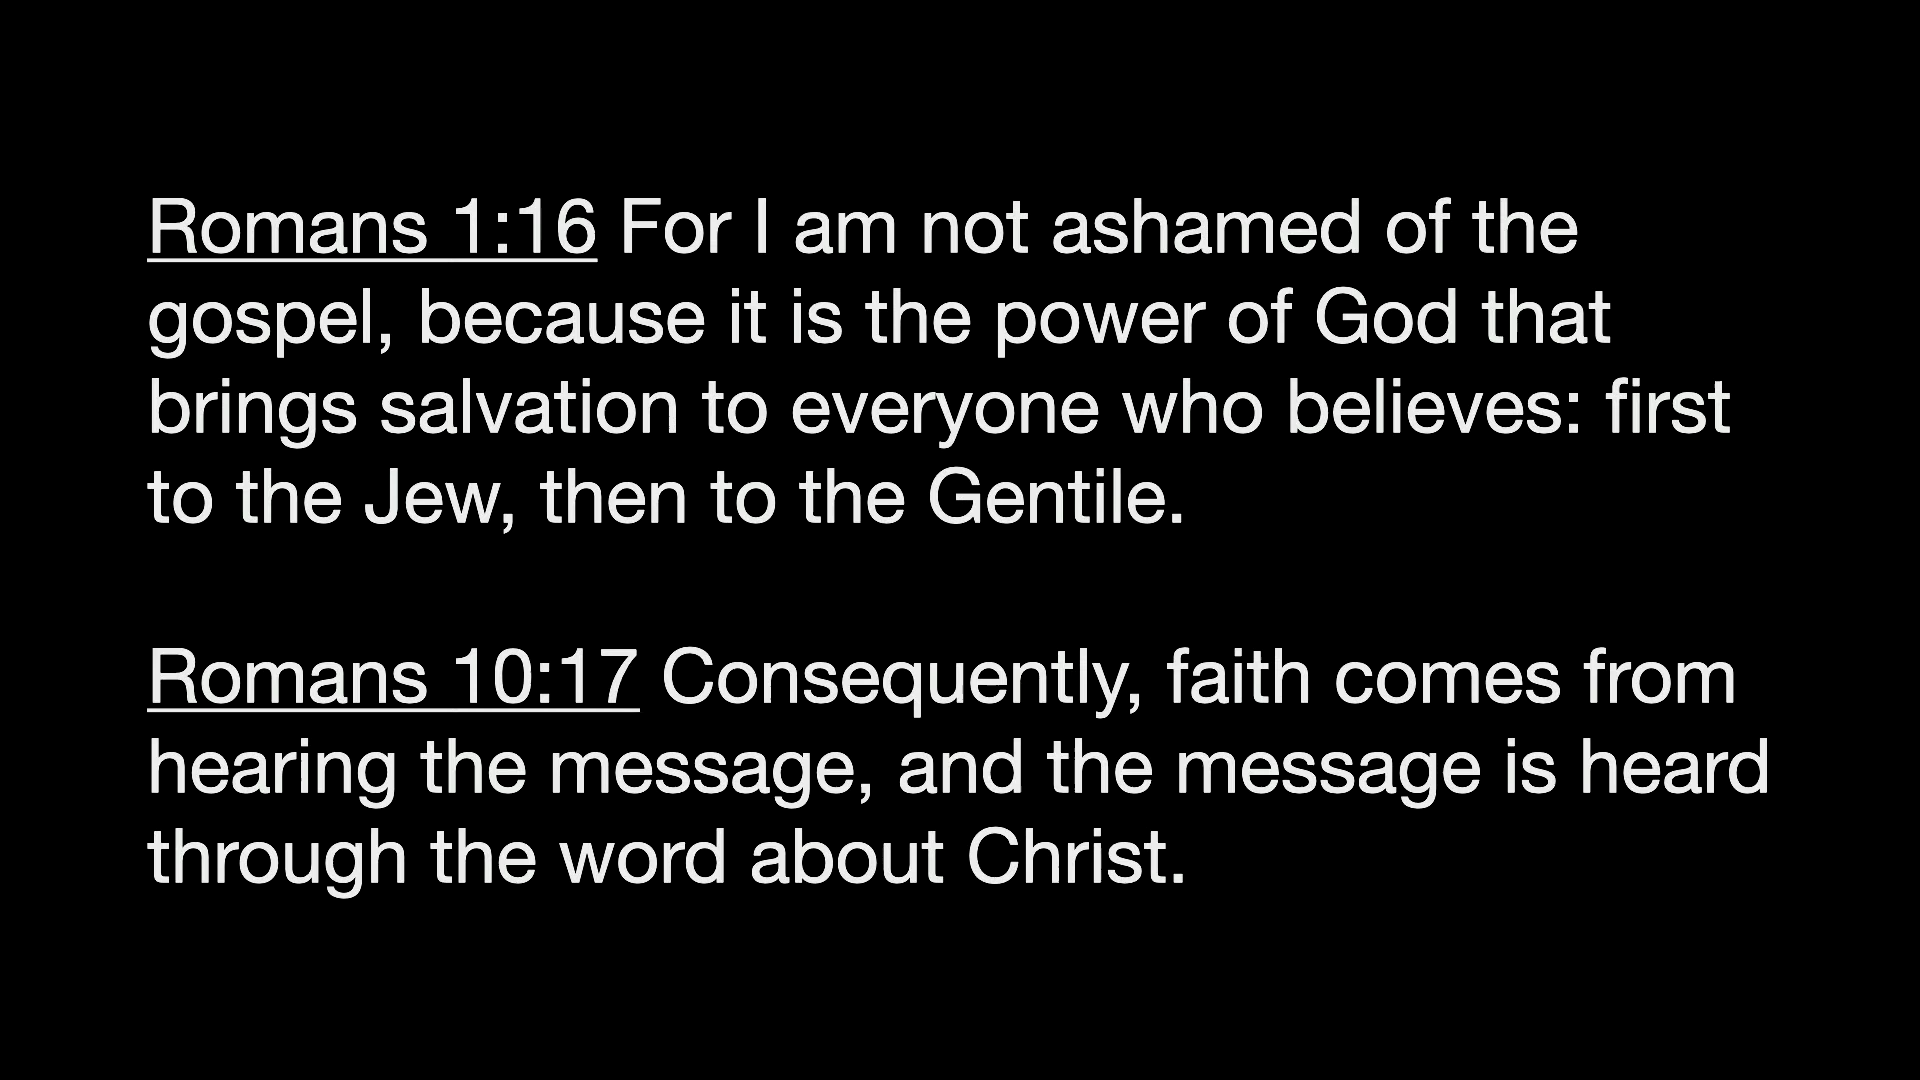 Romans 1:16 For I am not ashamed of the
gospel, because it is the power of God that
brings salvation to everyone who believes: first
to the Jew, then to the Gentile.
Romans 10:17 Consequently, faith comes from
hearing the message, and the message is heard
through the word about Christ.